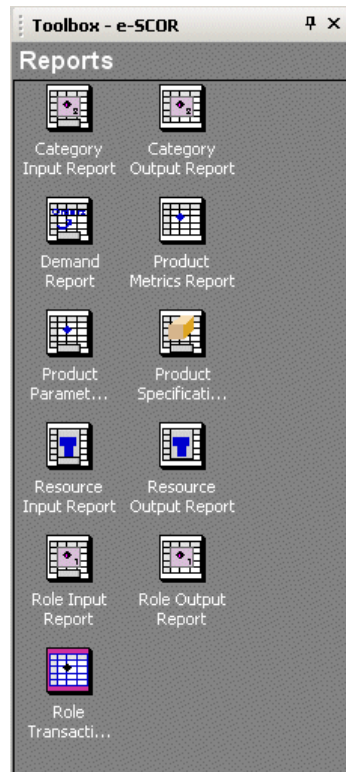 Toolbox - e-SCOR
Reports
Category
Input Report
Category
Output Report
Demand
Report
Product
Metrics Report
Product
Paramet...
Product
Specificati...
Resource
Input Report
Resource
Output Report
Role Input
Report
Role Output
Report
Role
Transacti...